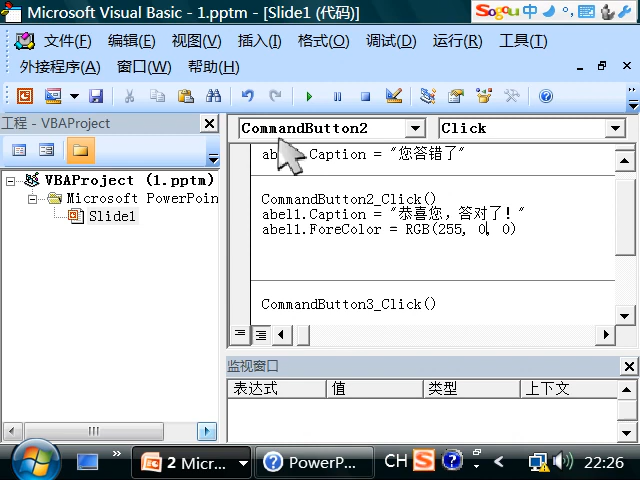 Microsoft Visual Basic - 1.pptm - [Slide1 (代码)]
Sogou 中
文件(F) 编辑(E) 视图(V) 插入(I) 格式(O) 调试(D) 运行(R) 工具(T)
外接程序(A) 窗口(W) 帮助(H)
工程 - VBAProject
CommandButton2 Click
abel.Caption = "您答错了"
VBAProject (1.pptm)
Microsoft PowerPoin
Slide1
CommandButton2_Click()
abel1.Caption = "恭喜您，答对了！"
abel1.ForeColor = RGB(255, 0, 0)
CommandButton3_Click()
监视窗口
表达式 值 类型 上下文
2 Micr... PowerP... CH 22:26